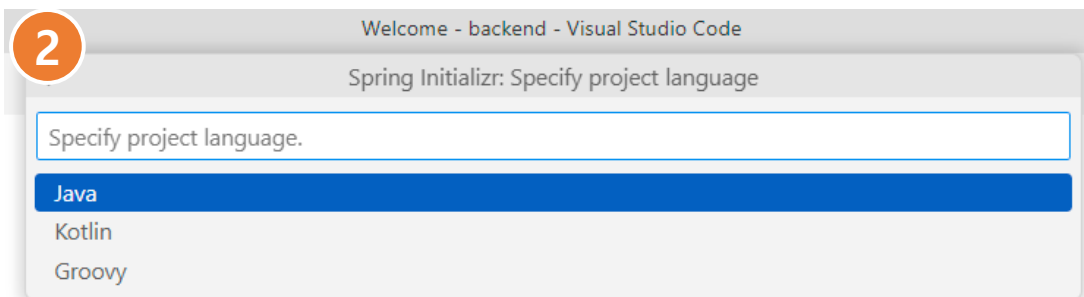 2
Welcome - backend - Visual Studio Code
Spring Initializr: Specify project language
Specify project language.
Java
Kotlin
Groovy